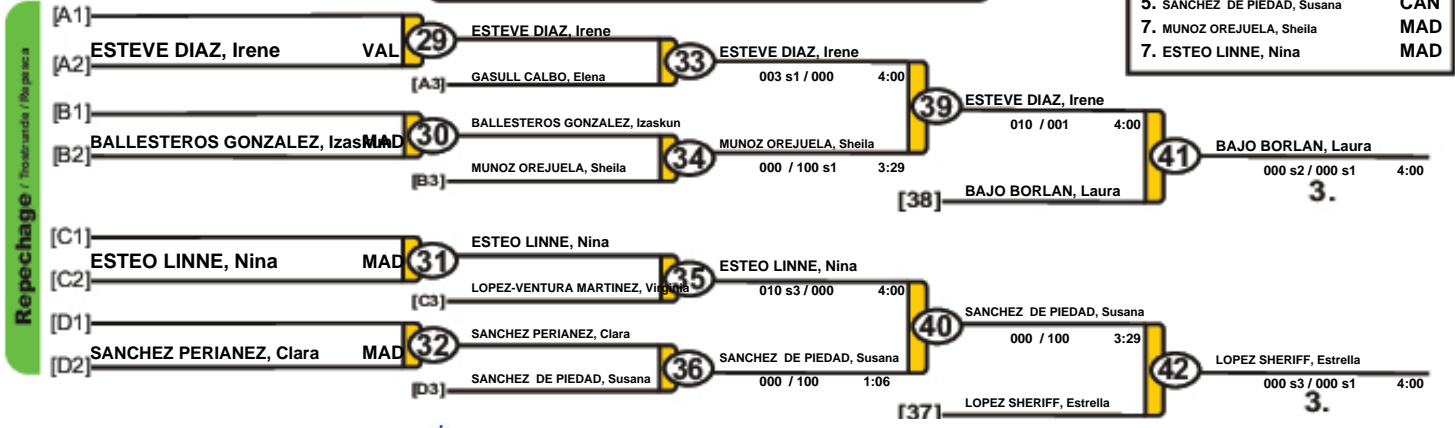 5. SANCHEZ DE PIEDAD, Susana CAN
7. MUNOZ OREJUELA, Sheila MAD
7. ESTEO LINNE, Nina MAD
Repechage / Trostrunde / Repesca
[A1]
ESTEVE DIAZ, Irene VAL
[A2]
29
ESTEVE DIAZ, Irene
GASULL CALBO, Elena
[A3]
33
ESTEVE DIAZ, Irene
003 s1 / 000 4:00
[B1]
BALLESTEROS GONZALEZ, Izaskun MAD
[B2]
30
BALLESTEROS GONZALEZ, Izaskun
MUNOZ OREJUELA, Sheila
[B3]
34
MUNOZ OREJUELA, Sheila
000 / 100 s1 3:29
39
ESTEVE DIAZ, Irene
010 / 001 4:00
BAJO BORLAN, Laura
[38]
41
BAJO BORLAN, Laura
000 s2 / 000 s1 4:00
3.
[C1]
ESTEO LINNE, Nina MAD
[C2]
31
ESTEO LINNE, Nina
LOPEZ-VENTURA MARTINEZ, Virginia
[C3]
35
ESTEO LINNE, Nina
010 s3 / 000 4:00
[D1]
SANCHEZ PERIANEZ, Clara MAD
[D2]
32
SANCHEZ PERIANEZ, Clara
SANCHEZ DE PIEDAD, Susana
[D3]
36
SANCHEZ DE PIEDAD, Susana
000 / 100 1:06
40
SANCHEZ DE PIEDAD, Susana
000 / 100 3:29
LOPEZ SHERIFF, Estrella
[37]
42
LOPEZ SHERIFF, Estrella
000 s3 / 000 s1 4:00
3.